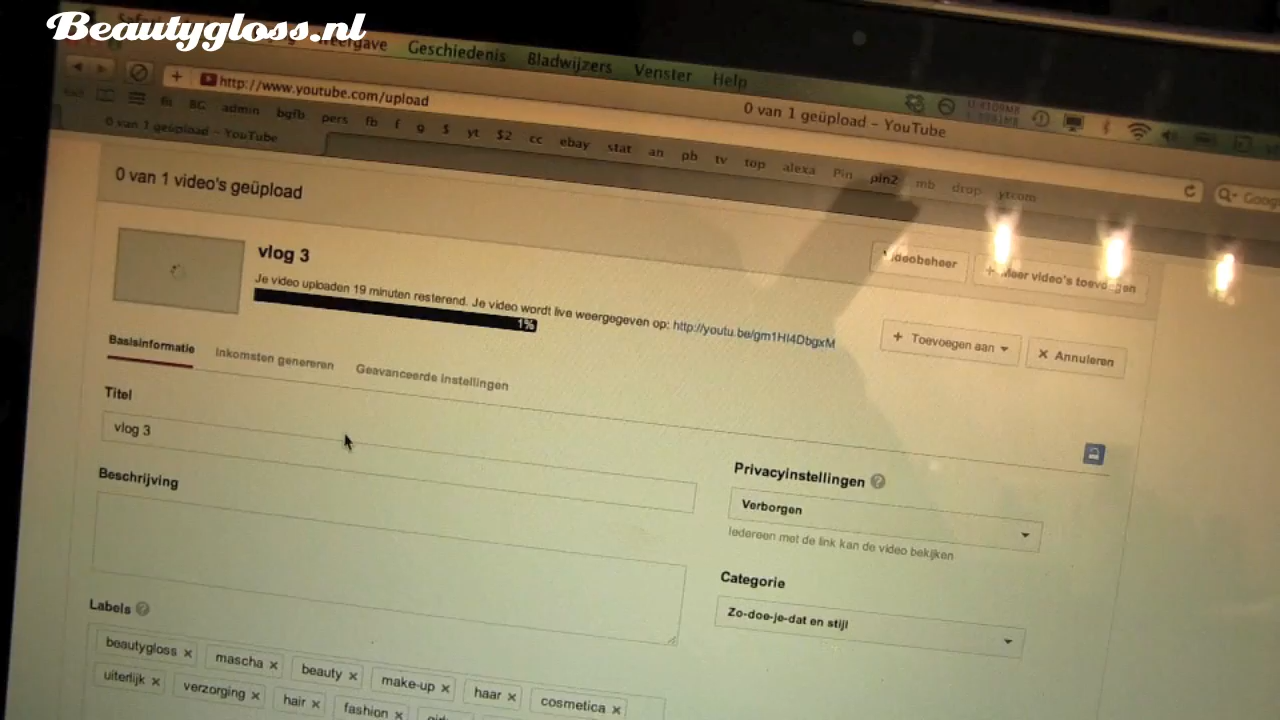 Beautygloss.nl
Weergave Geschiedenis Bladwijzers Venster Help
0 van 1 geüpload – YouTube
http://www.youtube.com/upload
fit BG admin bgfb pers fb f g $ yt $2 cc ebay stat an pb tv top alexa Pin pin2 mb drop ytcom
0 van 1 geüpload – YouTube
0 van 1 video's geüpload
Videobeheer + Meer video's toevoegen
vlog 3
Je video uploaden 19 minuten resterend. Je video wordt live weergegeven op: http://youtu.be/gm1HI4DbgxM
1%
+ Toevoegen aan
× Annuleren
Basisinformatie Inkomsten genereren Geavanceerde instellingen
Titel
vlog 3
Beschrijving
Privacyinstellingen ?
Verborgen
Iedereen met de link kan de video bekijken
Categorie
Zo-doe-je-dat en stijl
Labels ?
beautygloss × mascha × beauty × make-up × haar × cosmetica ×
uiterlijk × verzorging × hair × fashion ×